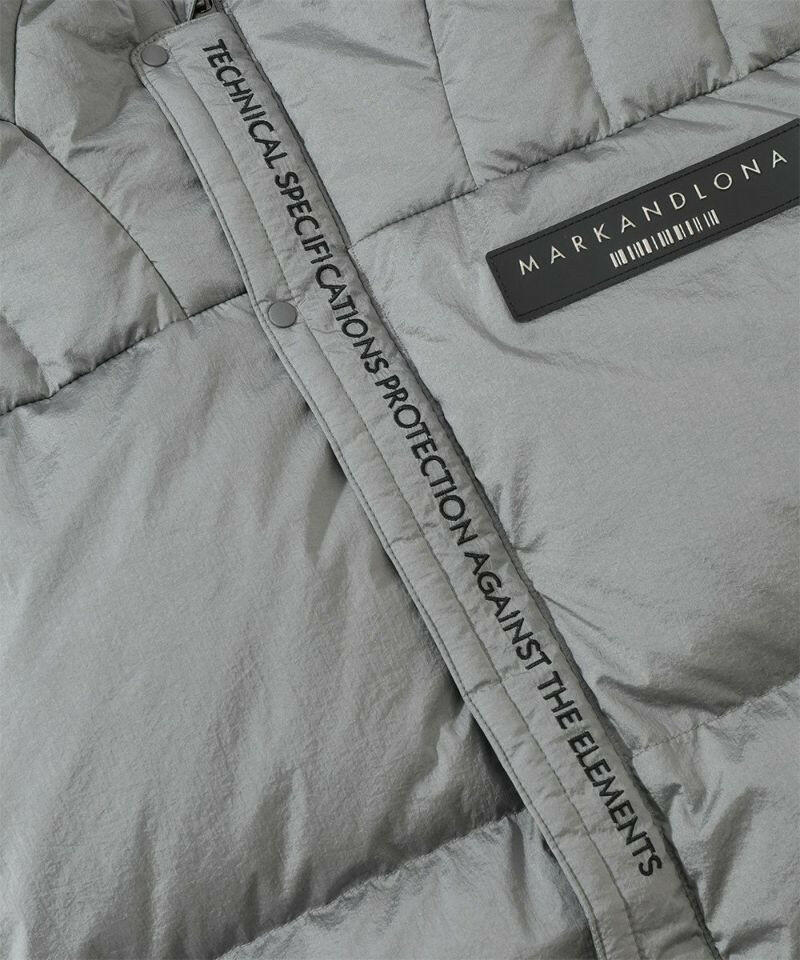 TECHNICAL SPECIFICATIONS PROTECTION AGAINST THE ELEMENTS
MARKANDLONA